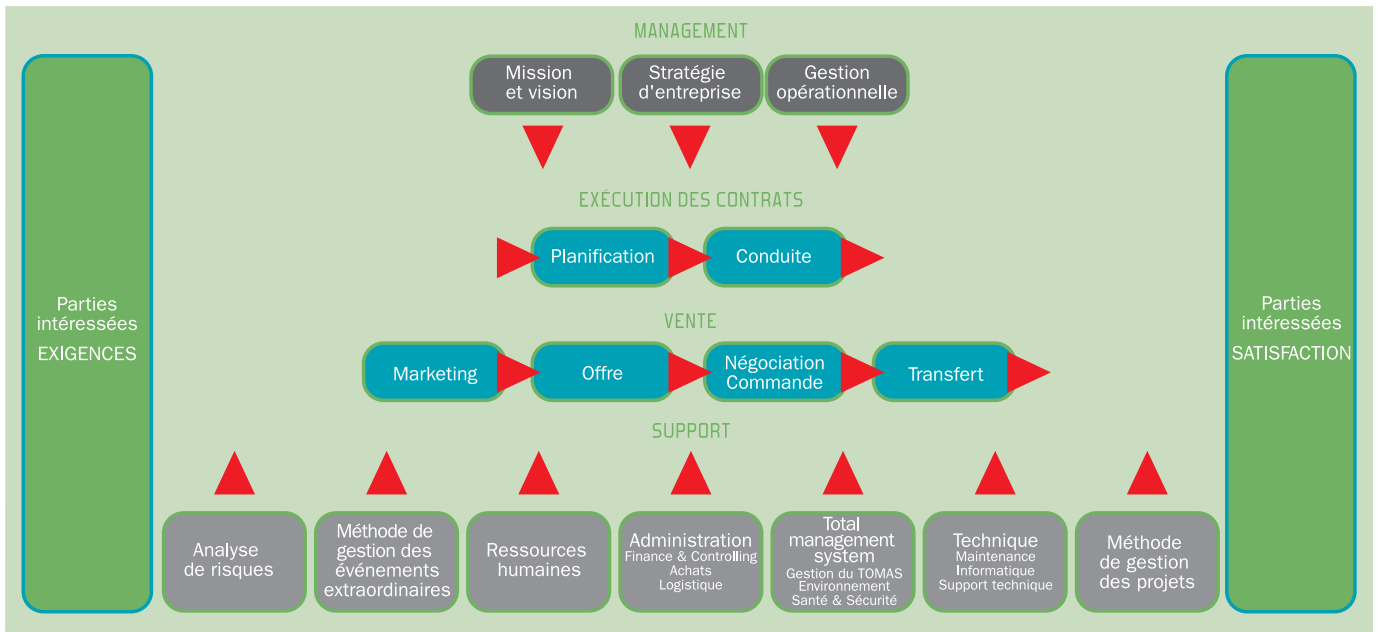 MANAGEMENT
Mission
et vision
Stratégie
d'entreprise
Gestion
opérationnelle
EXÉCUTION DES CONTRATS
Planification
Conduite
Parties
intéressées
EXIGENCES
VENTE
Marketing
Offre
Négociation
Commande
Transfert
Parties
intéressées
SATISFACTION
SUPPORT
Analyse
de risques
Méthode de
gestion des
événements
extraordinaires
Ressources
humaines
Administration
Finance & Controlling
Achats
Logistique
Total
management
system
Gestion du TOMAS
Environnement
Santé & Sécurité
Technique
Maintenance
Informatique
Support technique
Méthode
de gestion
des projets